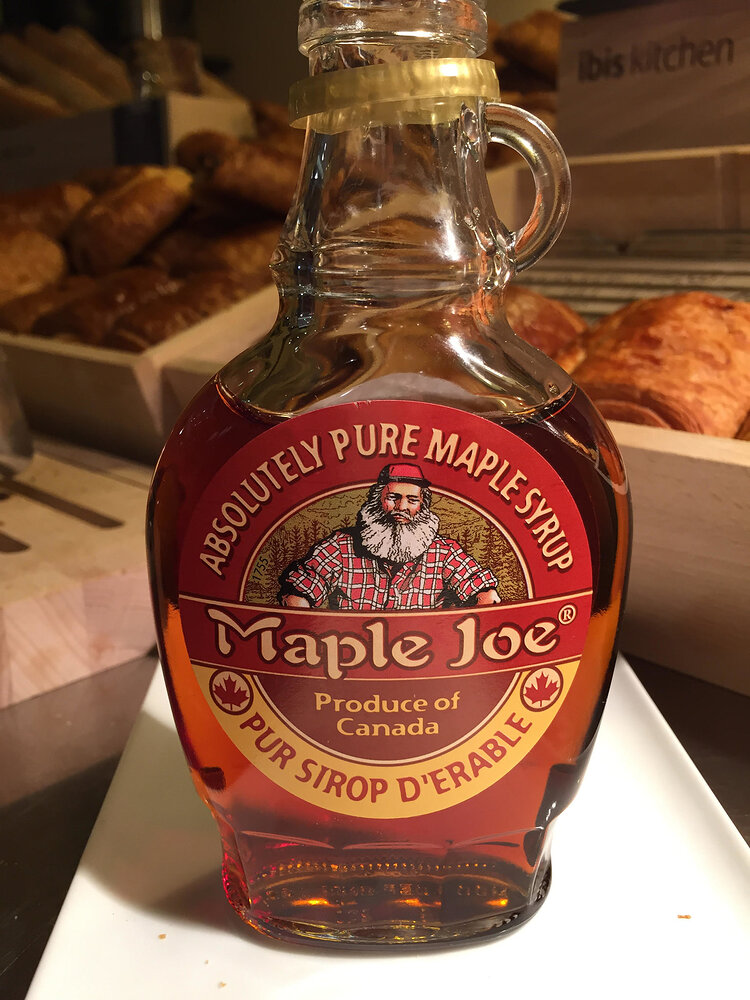 ibis kitchen
ABSOLUTELY PURE MAPLE SYRUP
Maple Joe®
Produce of
Canada
PUR SIROP D'ERABLE